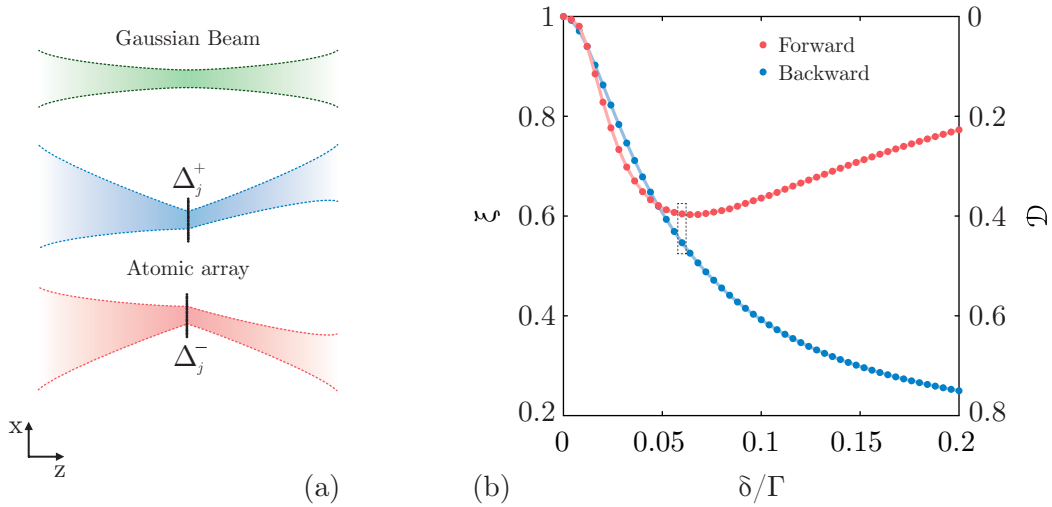 Gaussian Beam
Δ_j^+
Atomic array
Δ_j^-
x
z
(a)
1
0.8
0.6
0.4
0.2
ξ
Forward
Backward
0
0.05
0.1
0.15
0.2
δ/Γ
0
0.2
0.4
0.6
0.8
𝒟
(b)